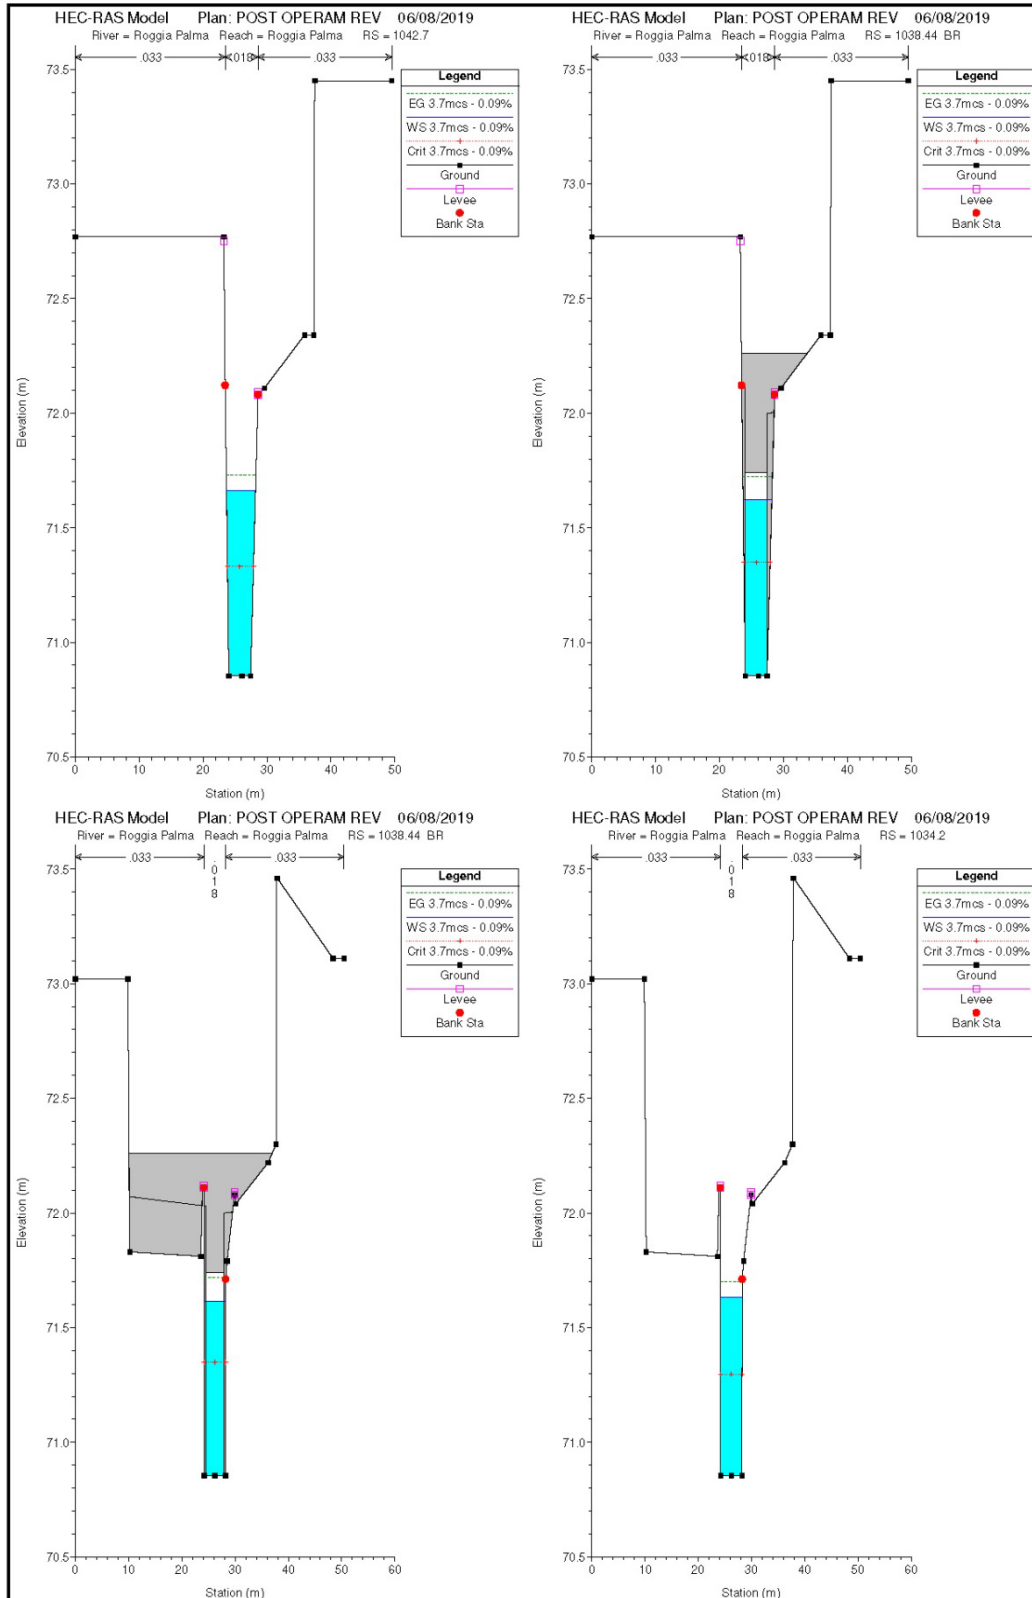 HEC-RAS Model Plan: POST OPERAM REV 06/08/2019
River = Roggia Palma Reach = Roggia Palma RS = 1042.7
.033 .018 .033
Legend
EG 3.7mcs - 0.09%
WS 3.7mcs - 0.09%
Crit 3.7mcs - 0.09%
Ground
Levee
Bank Sta
73.5
73.0
72.5
72.0
71.5
71.0
70.5
Elevation (m)
0 10 20 30 40 50
Station (m)
HEC-RAS Model Plan: POST OPERAM REV 06/08/2019
River = Roggia Palma Reach = Roggia Palma RS = 1038.44 BR
.033 .018 .033
Legend
EG 3.7mcs - 0.09%
WS 3.7mcs - 0.09%
Crit 3.7mcs - 0.09%
Ground
Levee
Bank Sta
73.5
73.0
72.5
72.0
71.5
71.0
70.5
Elevation (m)
0 10 20 30 40 50
Station (m)
HEC-RAS Model Plan: POST OPERAM REV 06/08/2019
River = Roggia Palma Reach = Roggia Palma RS = 1038.44 BR
.033 .018 .033
Legend
EG 3.7mcs - 0.09%
WS 3.7mcs - 0.09%
Crit 3.7mcs - 0.09%
Ground
Levee
Bank Sta
73.5
73.0
72.5
72.0
71.5
71.0
70.5
Elevation (m)
0 10 20 30 40 50 60
Station (m)
HEC-RAS Model Plan: POST OPERAM REV 06/08/2019
River = Roggia Palma Reach = Roggia Palma RS = 1034.2
.033 .018 .033
Legend
EG 3.7mcs - 0.09%
WS 3.7mcs - 0.09%
Crit 3.7mcs - 0.09%
Ground
Levee
Bank Sta
73.5
73.0
72.5
72.0
71.5
71.0
70.5
Elevation (m)
0 10 20 30 40 50 60
Station (m)